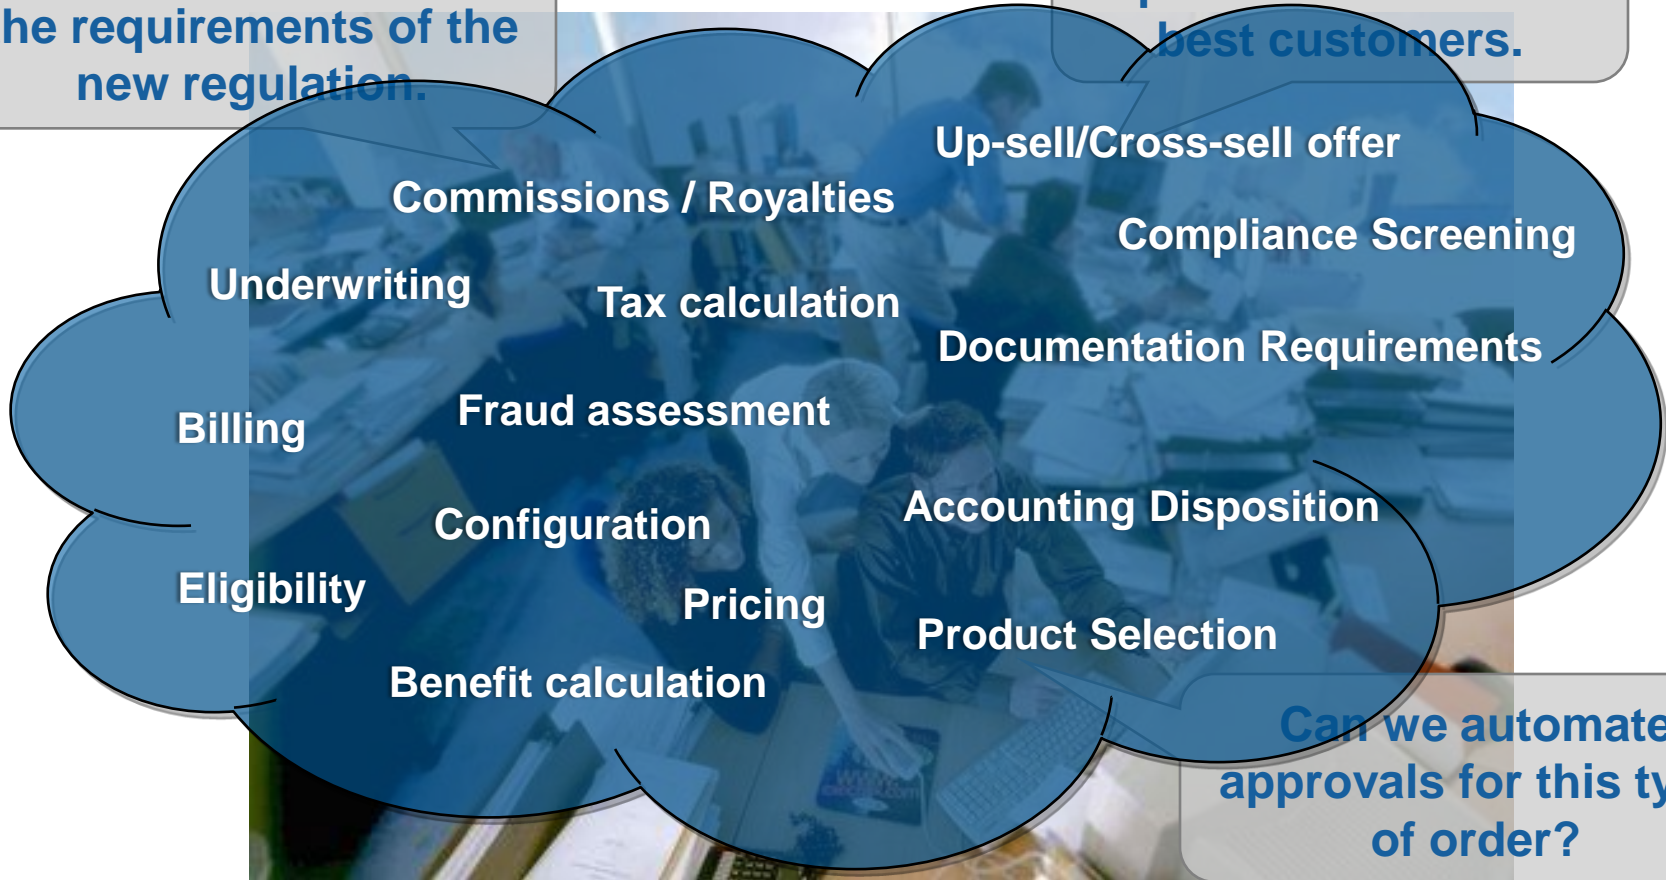 he requirements of the
new regulation.
best customers.
Up-sell/Cross-sell offer
Commissions / Royalties
Compliance Screening
Underwriting
Tax calculation
Documentation Requirements
Fraud assessment
Billing
Accounting Disposition
Configuration
Eligibility
Pricing
Product Selection
Benefit calculation
Can we automate
approvals for this ty
of order?